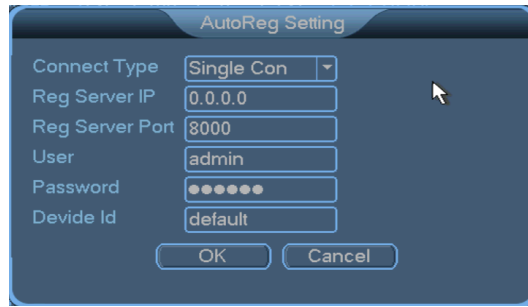 AutoReg Setting
Connect Type Single Con
Reg Server IP 0.0.0.0
Reg Server Port 8000
User admin
Password ●●●●●●
Devide Id default
OK Cancel